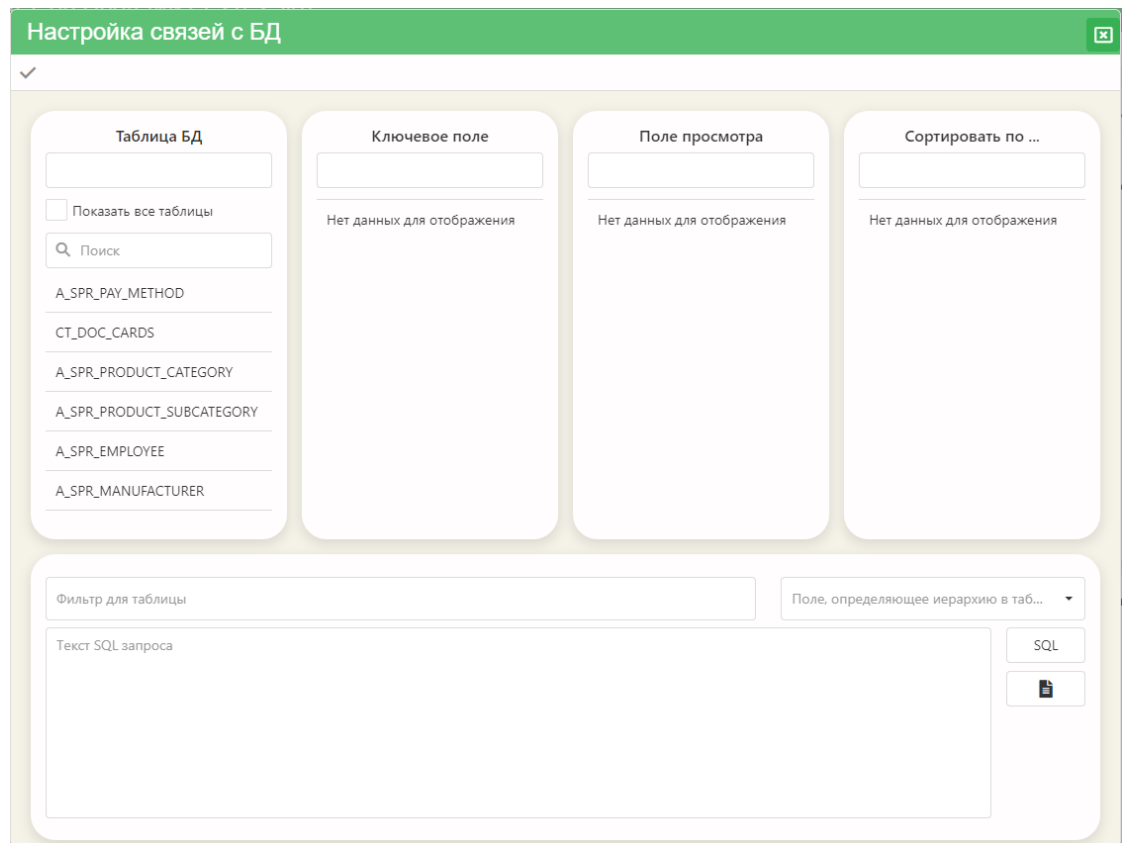 Настройка связей с БД
Таблица БД
Показать все таблицы
Поиск
A_SPR_PAY_METHOD
CT_DOC_CARDS
A_SPR_PRODUCT_CATEGORY
A_SPR_PRODUCT_SUBCATEGORY
A_SPR_EMPLOYEE
A_SPR_MANUFACTURER
Ключевое поле
Нет данных для отображения
Поле просмотра
Нет данных для отображения
Сортировать по ...
Нет данных для отображения
Фильтр для таблицы
Поле, определяющее иерархию в таб...
Текст SQL запроса
SQL